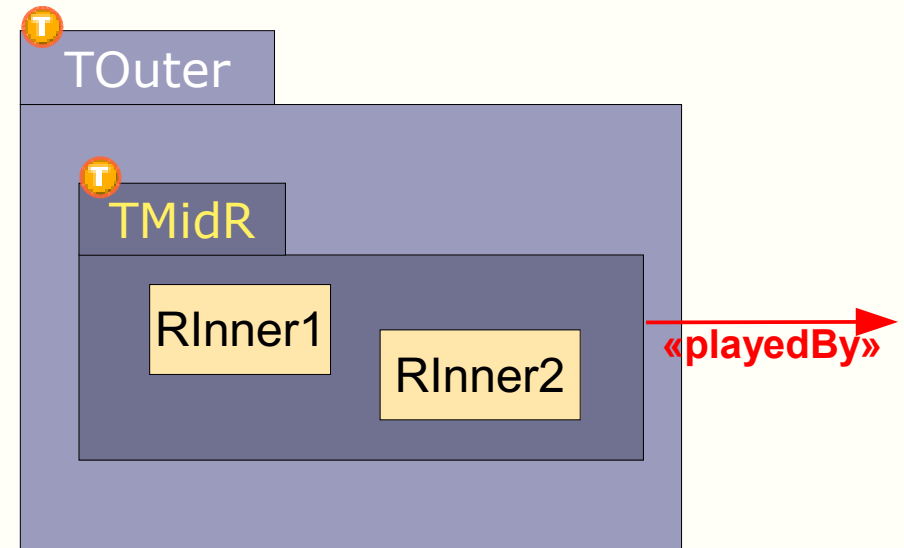 T
TOuter
T
TMidR
RInner1
RInner2
«playedBy»